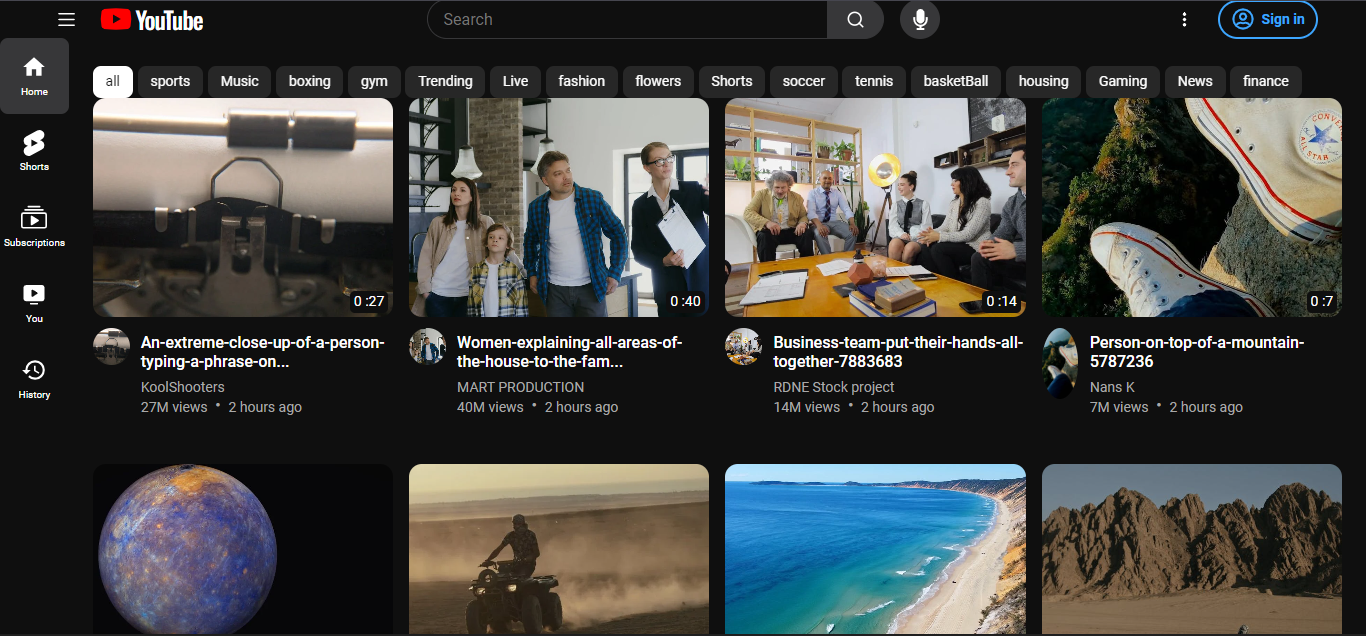 YouTube
Search
Sign in
Home
Shorts
Subscriptions
You
History
all sports Music boxing gym Trending Live fashion flowers Shorts soccer tennis basketBall housing Gaming News finance
0 :27
0 :40
0 :14
CONVE
ALL STAR
0 :7
An-extreme-close-up-of-a-person-
typing-a-phrase-on...
KoolShooters
27M views • 2 hours ago
Women-explaining-all-areas-of-
the-house-to-the-fam...
MART PRODUCTION
40M views • 2 hours ago
Business-team-put-their-hands-all-
together-7883683
RDNE Stock project
14M views • 2 hours ago
Person-on-top-of-a-mountain-
5787236
Nans K
7M views • 2 hours ago